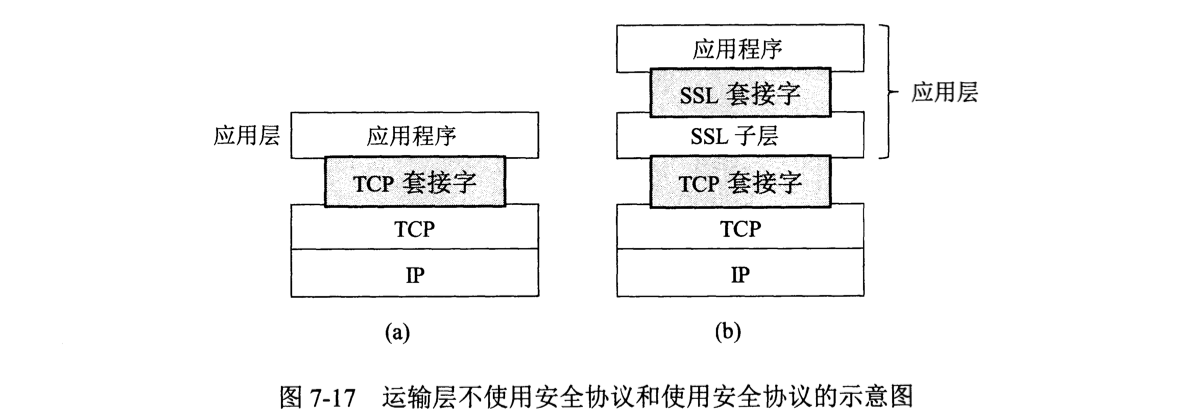 应用程序
SSL 套接字
应用层
应用层
应用程序
SSL 子层
TCP 套接字
TCP 套接字
TCP
TCP
IP
IP
(a)
(b)
图 7-17 运输层不使用安全协议和使用安全协议的示意图